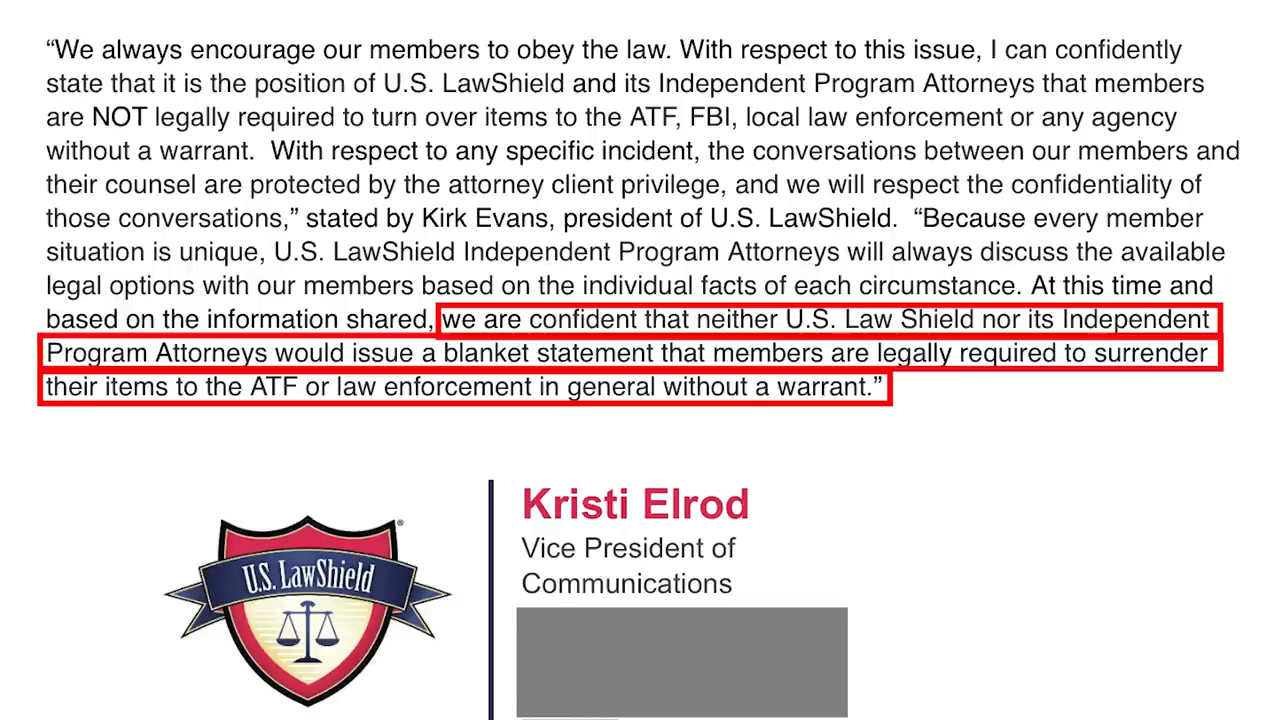 “We always encourage our members to obey the law. With respect to this issue, I can confidently
state that it is the position of U.S. LawShield and its Independent Program Attorneys that members
are NOT legally required to turn over items to the ATF, FBI, local law enforcement or any agency
without a warrant.  With respect to any specific incident, the conversations between our members and
their counsel are protected by the attorney client privilege, and we will respect the confidentiality of
those conversations,” stated by Kirk Evans, president of U.S. LawShield.  “Because every member
situation is unique, U.S. LawShield Independent Program Attorneys will always discuss the available
legal options with our members based on the individual facts of each circumstance. At this time and
based on the information shared, we are confident that neither U.S. Law Shield nor its Independent
Program Attorneys would issue a blanket statement that members are legally required to surrender
their items to the ATF or law enforcement in general without a warrant.”
Kristi Elrod
Vice President of
Communications
U.S. LawShield
®